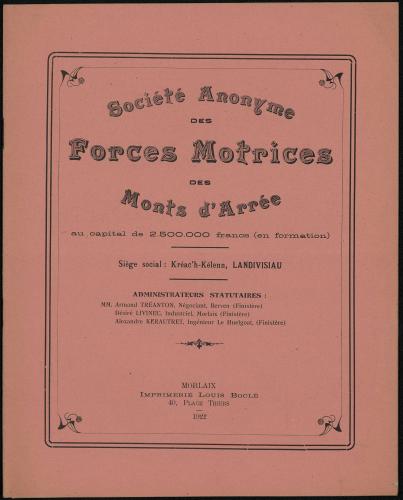 Société Anonyme
DES
Forces Motrices
DES
Monts d'Arrée
au capital de 2.500.000 francs (en formation)
Siège social : Kréac'h-Kélenn, LANDIVISIAU
ADMINISTRATEURS STATUTAIRES :
MM. Armand TRÉANTON, Négociant, Berven (Finistère)
Désiré LIVINEC, Industriel, Morlaix (Finistère)
Alexandre KERAUTRET, Ingénieur Le Huelgoat, (Finistère)
MORLAIX
IMPRIMERIE LOUIS BOCLÉ
40, PLACE THIERS
1922